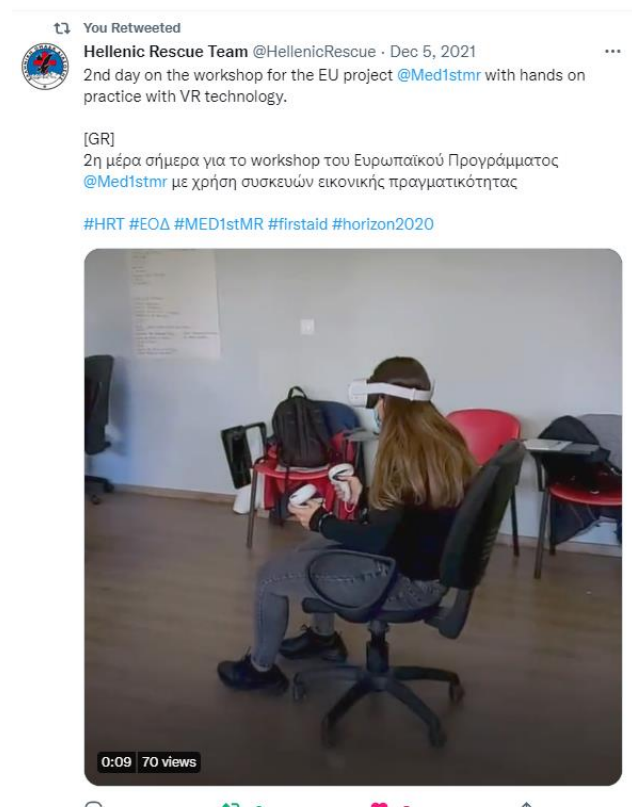 You Retweeted
Hellenic Rescue Team @HellenicRescue · Dec 5, 2021
2nd day on the workshop for the EU project @Med1stmr with hands on
practice with VR technology.
[GR]
2η μέρα σήμερα για το workshop του Ευρωπαϊκού Προγράμματος
@Med1stmr με χρήση συσκευών εικονικής πραγματικότητας
#HRT #ΕΟΔ #MED1stMR #firstaid #horizon2020
0:09 70 views